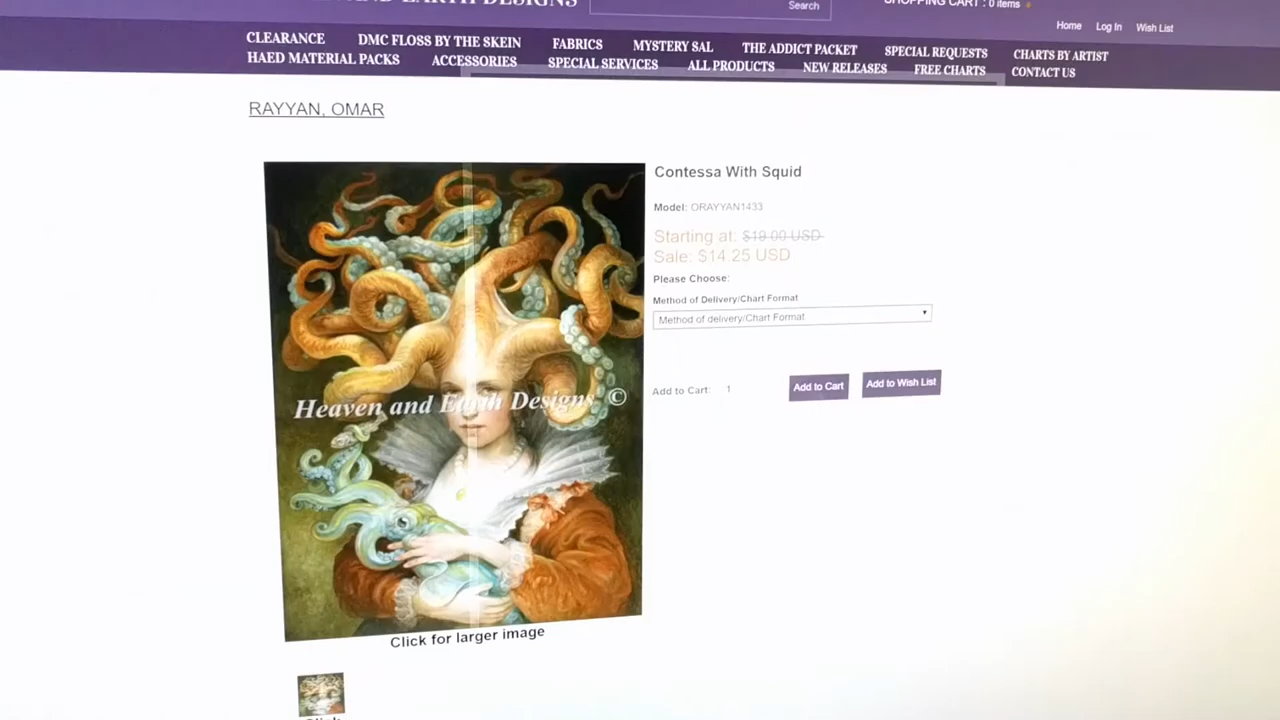 AND EARTH DESIGNS
Search
SHOPPING CART : 0 items
Home Log In Wish List
CLEARANCE DMC FLOSS BY THE SKEIN FABRICS MYSTERY SAL THE ADDICT PACKET SPECIAL REQUESTS CHARTS BY ARTIST
HAED MATERIAL PACKS ACCESSORIES SPECIAL SERVICES ALL PRODUCTS NEW RELEASES FREE CHARTS CONTACT US
RAYYAN, OMAR
Contessa With Squid
Model: ORAYYAN1433
Starting at: $19.00 USD
Sale: $14.25 USD
Please Choose:
Method of Delivery/Chart Format
Method of delivery/Chart Format
Add to Cart: 1 Add to Cart Add to Wish List
Heaven and Earth Designs ©
Click for larger image